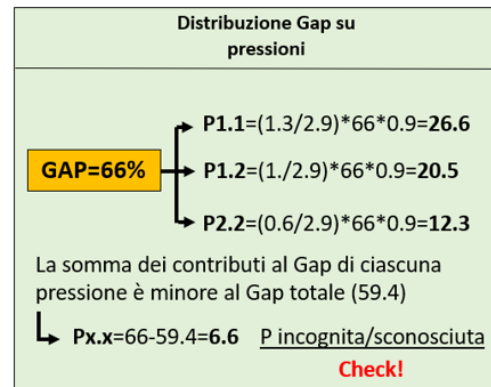 Distribuzione Gap su
pressioni
P1.1=(1.3/2.9)*66*0.9=26.6
GAP=66%
P1.2=(1./2.9)*66*0.9=20.5
P2.2=(0.6/2.9)*66*0.9=12.3
La somma dei contributi al Gap di ciascuna
pressione è minore al Gap totale (59.4)
Px.x=66-59.4=6.6 P incognita/sconosciuta
Check!